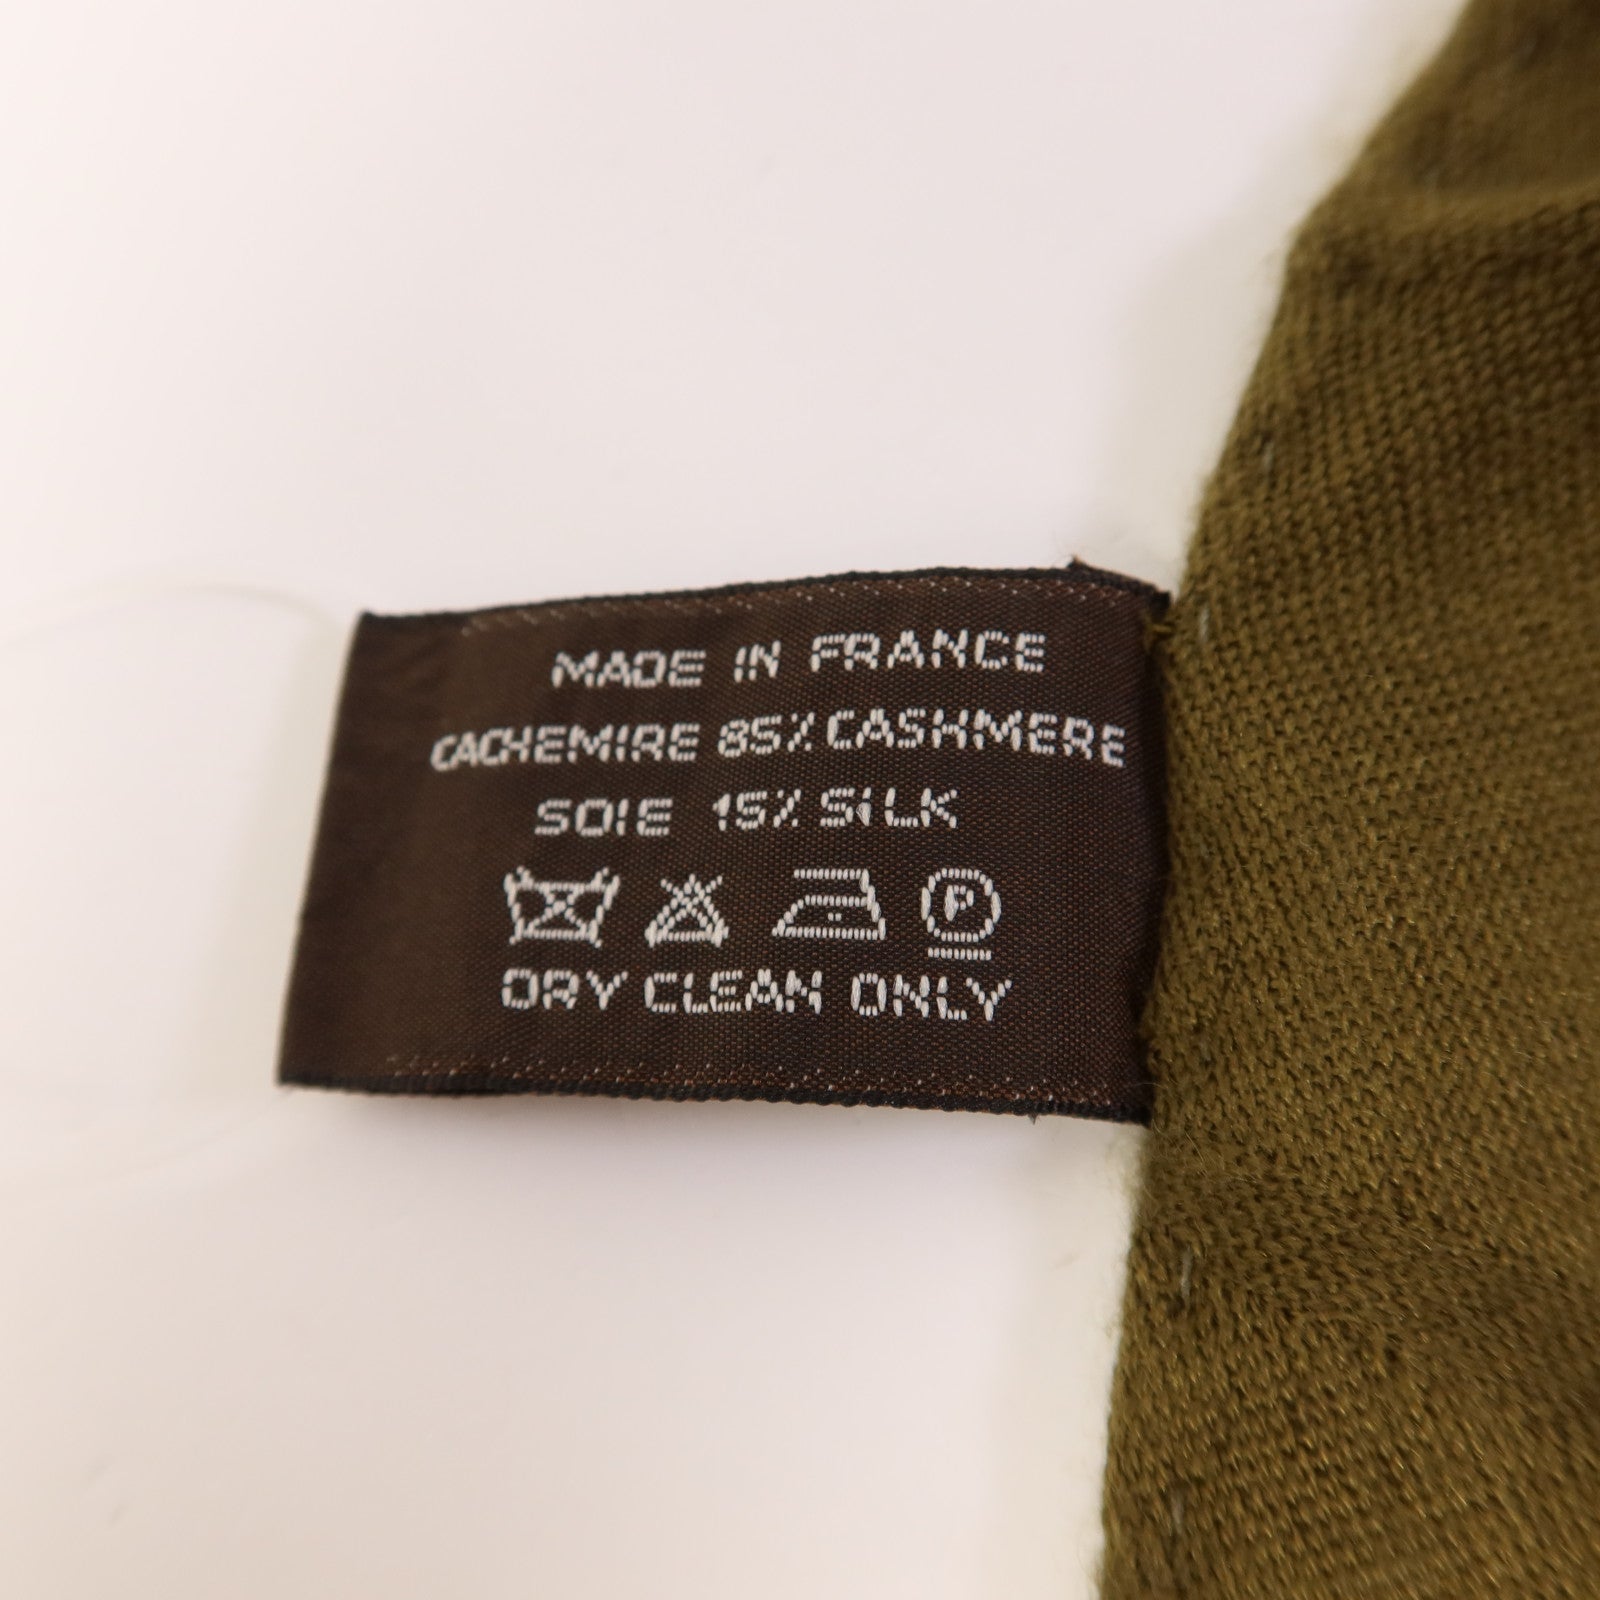 MADE IN FRANCE
CACHEMIRE 85% CASHMERE
SOIE 15% SILK
P
DRY CLEAN ONLY